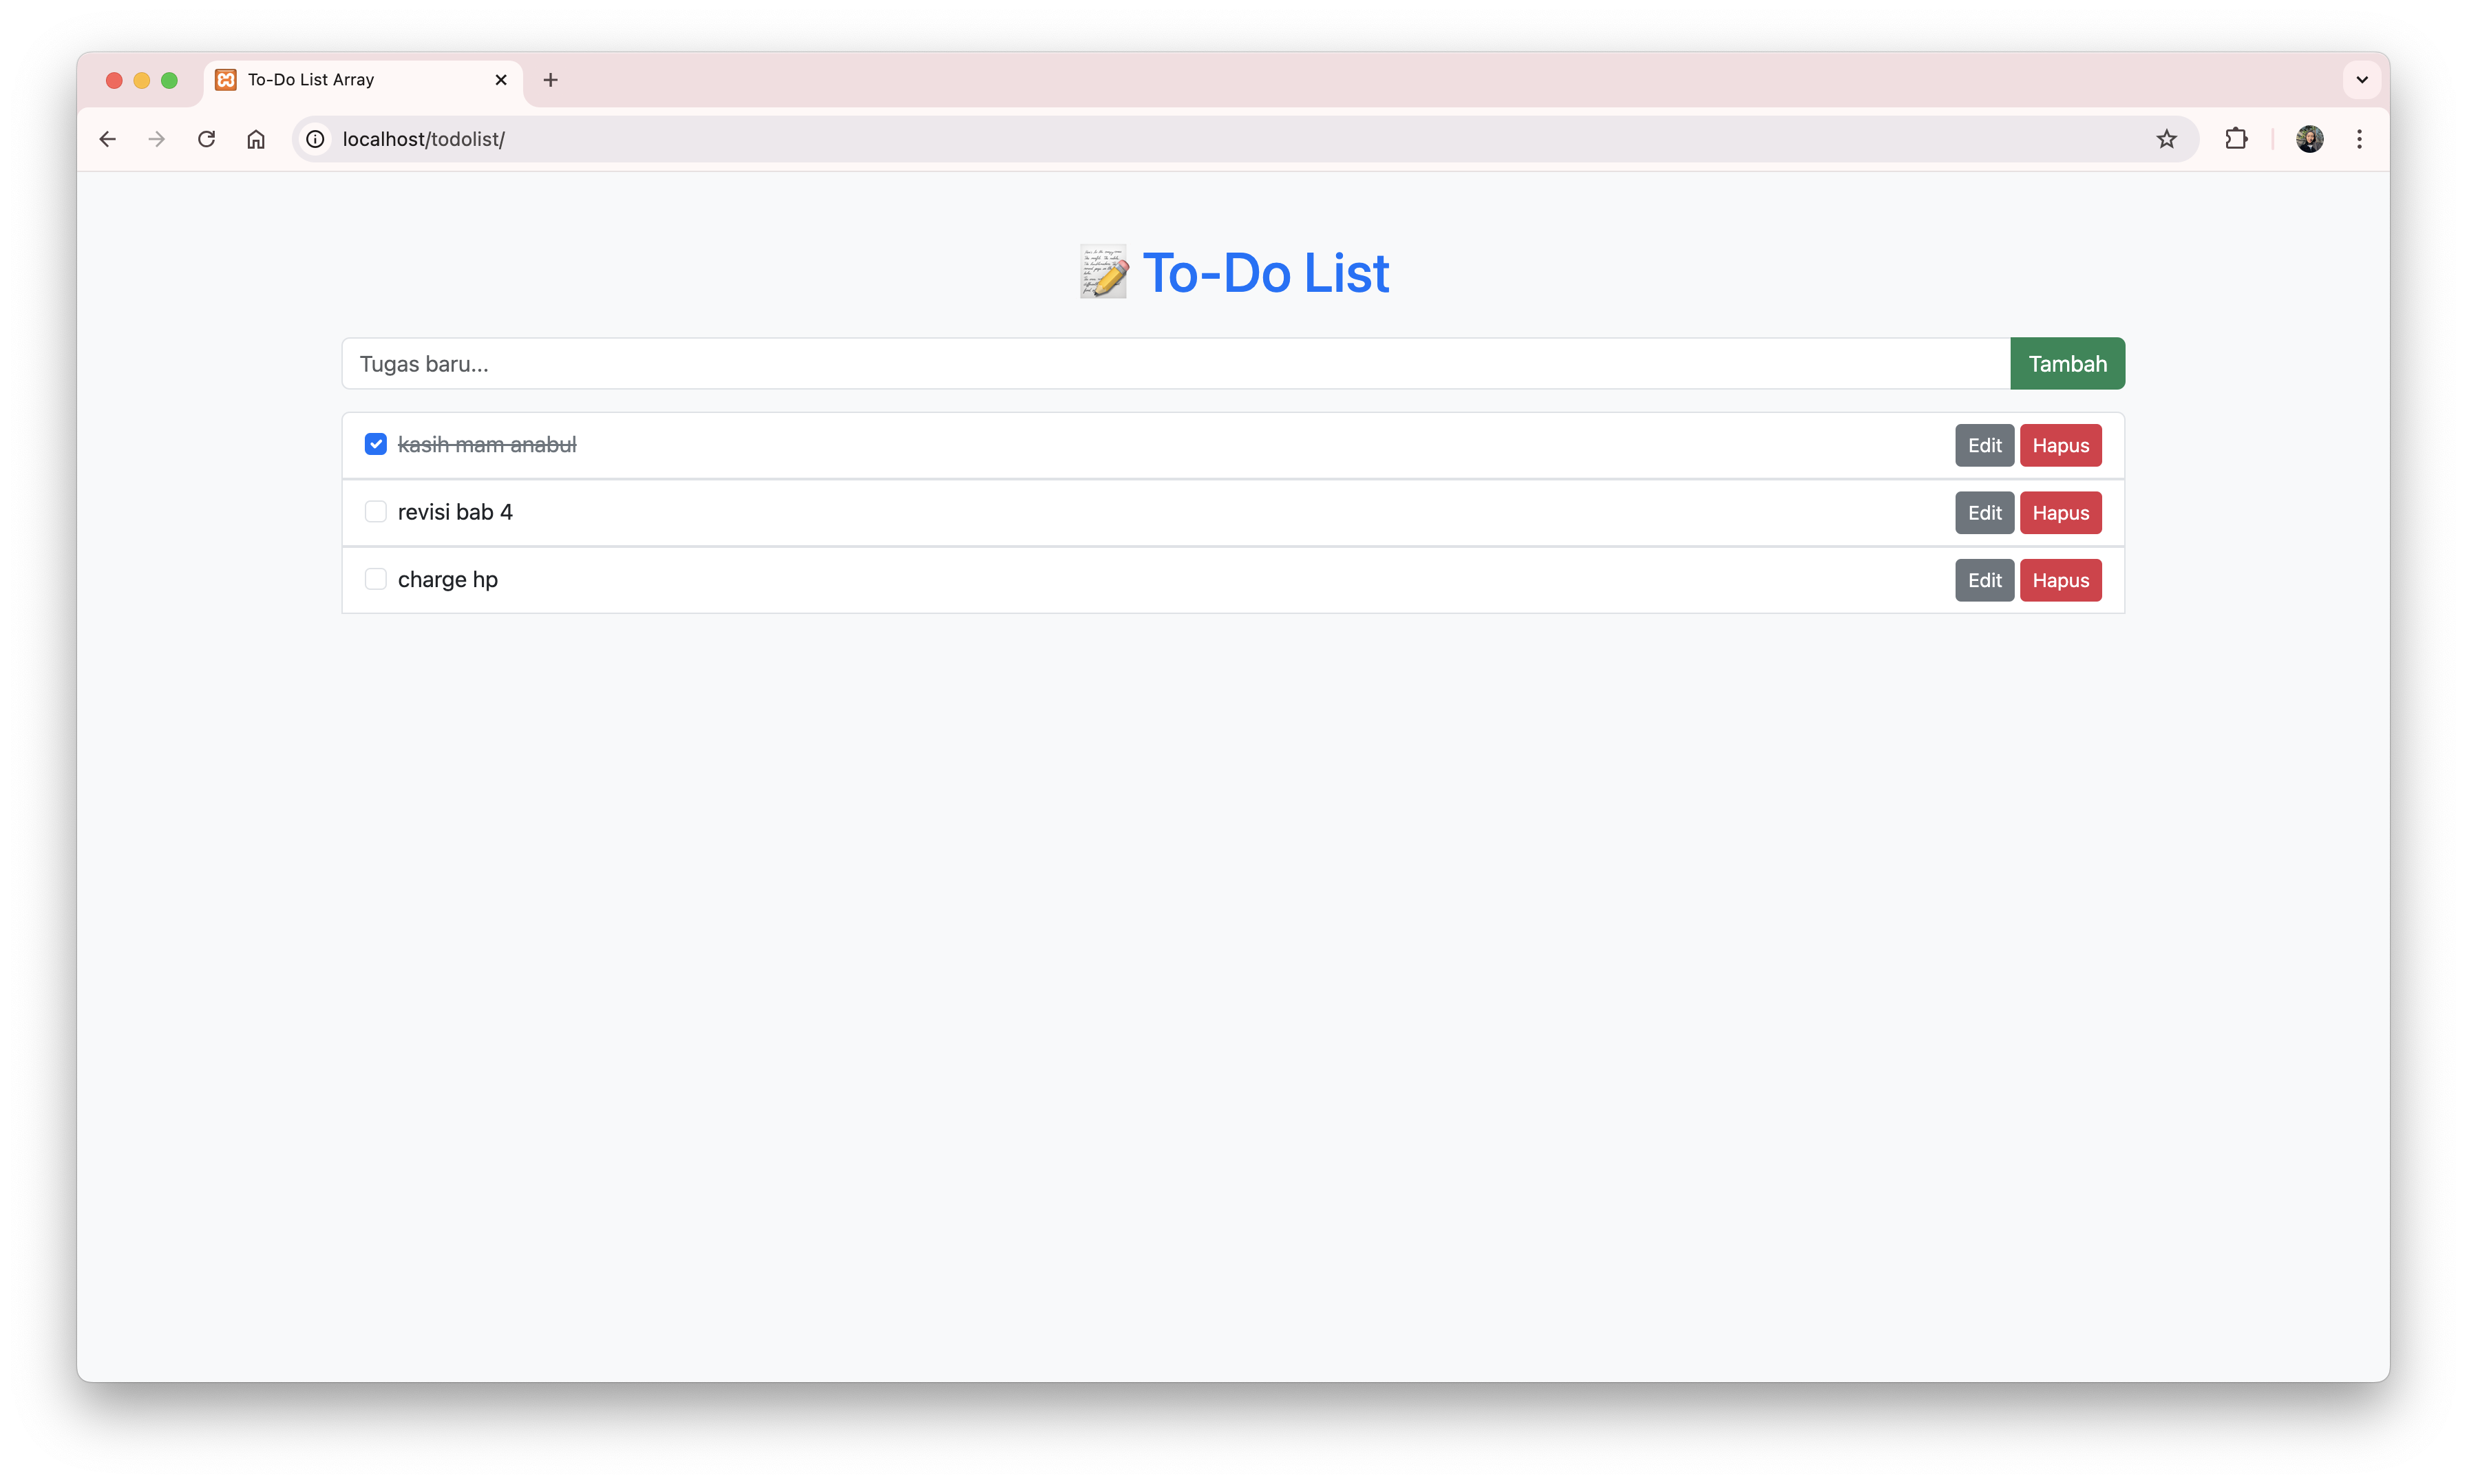 To-Do List Array
localhost/todolist/
📝 To-Do List
Tugas baru...
Tambah
kasih mam anabul
Edit Hapus
revisi bab 4
Edit Hapus
charge hp
Edit Hapus